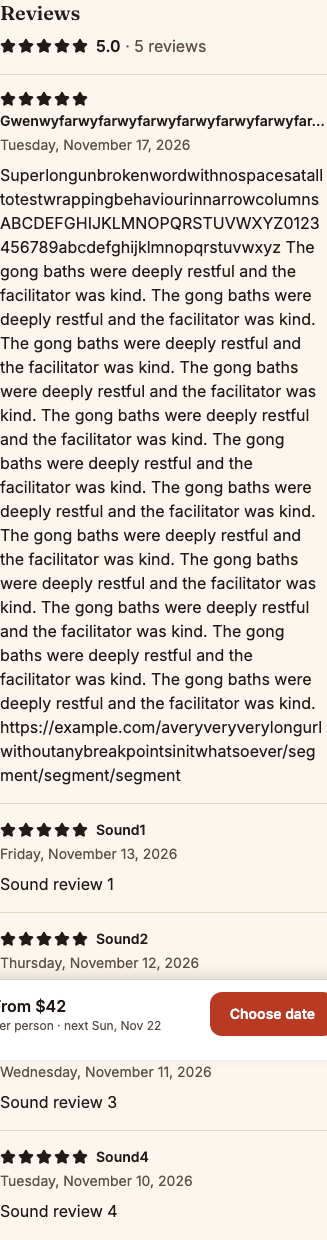 Reviews
5.0 · 5 reviews
Gwenwyfarwyfarwyfarwyfarwyfarwyfarwyfar...
Tuesday, November 17, 2026
Superlongunbrokenwordwithnospacesatall
totestwrappingbehaviourinnarrowcolumns
ABCDEFGHIJKLMNOPQRSTUVWXYZ0123
456789abcdefghijklmnopqrstuvwxyz The
gong baths were deeply restful and the
facilitator was kind. The gong baths were
deeply restful and the facilitator was kind.
The gong baths were deeply restful and
the facilitator was kind. The gong baths
were deeply restful and the facilitator was
kind. The gong baths were deeply restful
and the facilitator was kind. The gong
baths were deeply restful and the
facilitator was kind. The gong baths were
deeply restful and the facilitator was kind.
The gong baths were deeply restful and
the facilitator was kind. The gong baths
were deeply restful and the facilitator was
kind. The gong baths were deeply restful
and the facilitator was kind. The gong
baths were deeply restful and the
facilitator was kind. The gong baths were
deeply restful and the facilitator was kind.
https://example.com/averyveryverylongurl
withoutanybreakpointsinitwhatsoever/seg
ment/segment/segment
Sound1
Friday, November 13, 2026
Sound review 1
Sound2
Thursday, November 12, 2026
rom $42
er person · next Sun, Nov 22
Choose date
Wednesday, November 11, 2026
Sound review 3
Sound4
Tuesday, November 10, 2026
Sound review 4